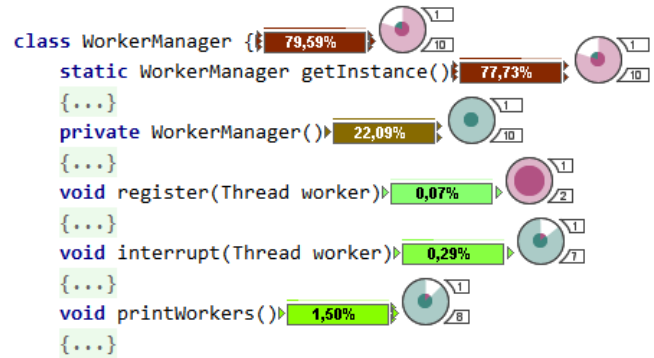 class WorkerManager { 79,59% 1 10
static WorkerManager getInstance() 77,73% 1 10
{...}
private WorkerManager() 22,09% 1 10
{...}
void register(Thread worker) 0,07% 1 2
{...}
void interrupt(Thread worker) 0,29% 1 7
{...}
void printWorkers() 1,50% 1 8
{...}